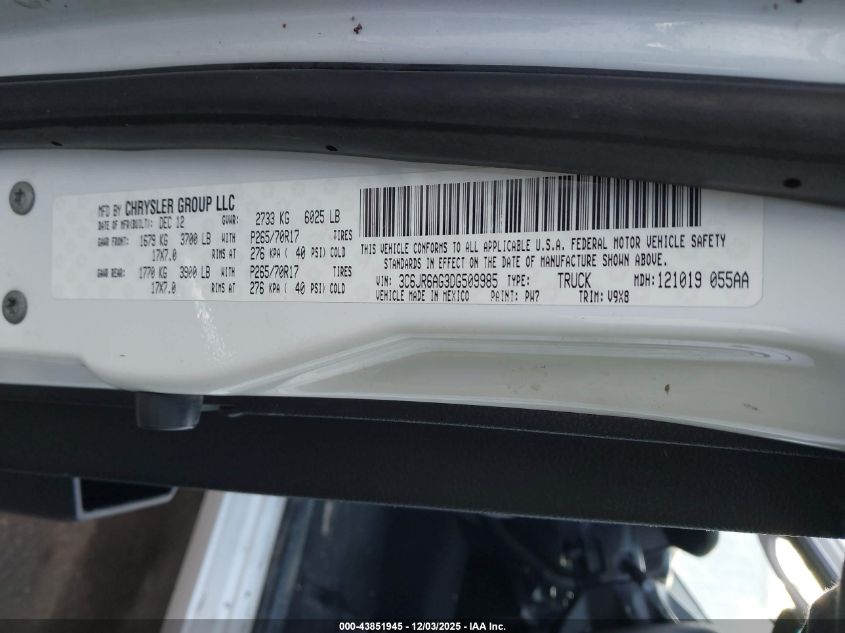 MFD BY CHRYSLER GROUP LLC
DATE OF MFR(BUILT): DEC 12 GVWR: 2733 KG 6025 LB
GAWR FRONT: 1679 KG 3700 LB WITH P265/70R17 TIRES
17X7.0 RIMS AT 276 KPA ( 40 PSI) COLD
GAWR REAR: 1770 KG 3900 LB WITH P265/70R17 TIRES
17X7.0 RIMS AT 276 KPA ( 40 PSI) COLD
THIS VEHICLE CONFORMS TO ALL APPLICABLE U.S.A. FEDERAL MOTOR VEHICLE SAFETY
STANDARDS IN EFFECT ON THE DATE OF MANUFACTURE SHOWN ABOVE.
VIN: 3C6JR6AG3DG509985 TYPE: TRUCK MDH: 121019 055AA
VEHICLE MADE IN MEXICO PAINT: PW7 TRIM: V9X8
000-43851945 - 12/03/2025 - IAA Inc.